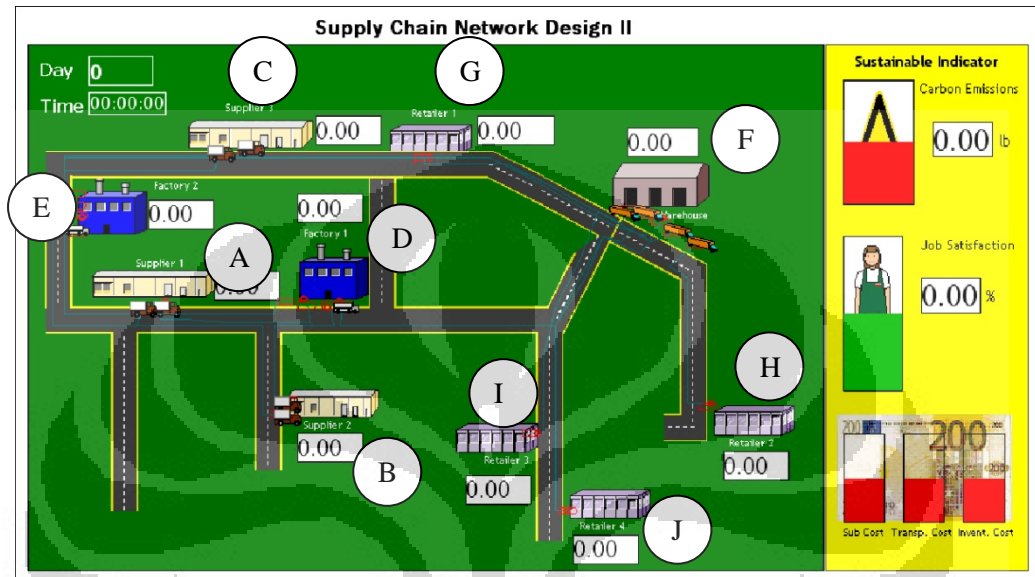 Supply Chain Network Design II
Day 0
Time 00:00:00
C
G
Supplier 3
0.00
Retailer 1
0.00
0.00
F
Warehouse
E
Factory 2
0.00
0.00
Factory 1
D
Supplier 1
A
0.00
I
H
Supplier 2
0.00
B
Retailer 3
0.00
Retailer 2
0.00
Retailer 4
0.00
J
Sustainable Indicator
Carbon Emissions
0.00 lb
Job Satisfaction
0.00 %
200
200
Sub Cost Transp. Cost Invent. Cost